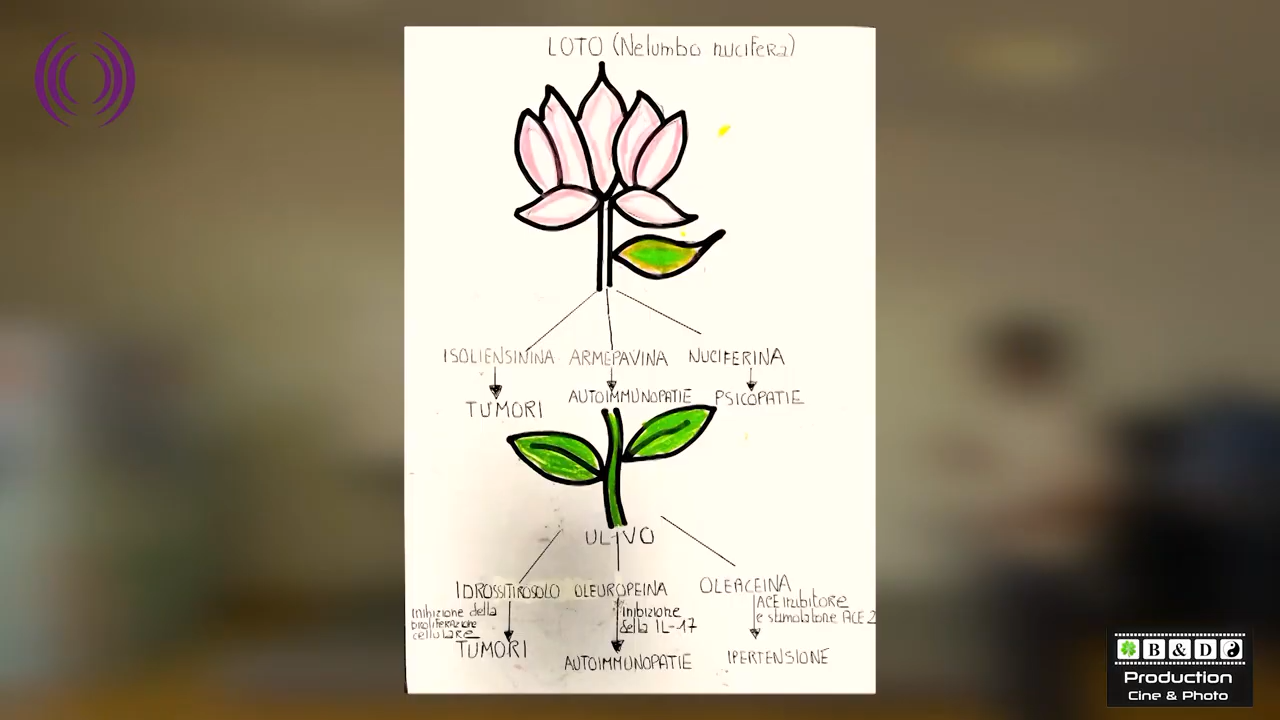 LOTO (Nelumbo nucifera)
ISOLIENSININA ARMEPAVINA NUCIFERINA
TUMORI AUTOIMMUNOPATIE PSICOPATIE
ULIVO
IDROSSITIROSOLO OLEUROPEINA OLEACEINA
inibizione della
proliferazione
cellulare
inibizione
della IL-17
ACE inibitore
e stimolatone ACE 2
TUMORI AUTOIMMUNOPATIE IPERTENSIONE
B & D
Production
Cine & Photo